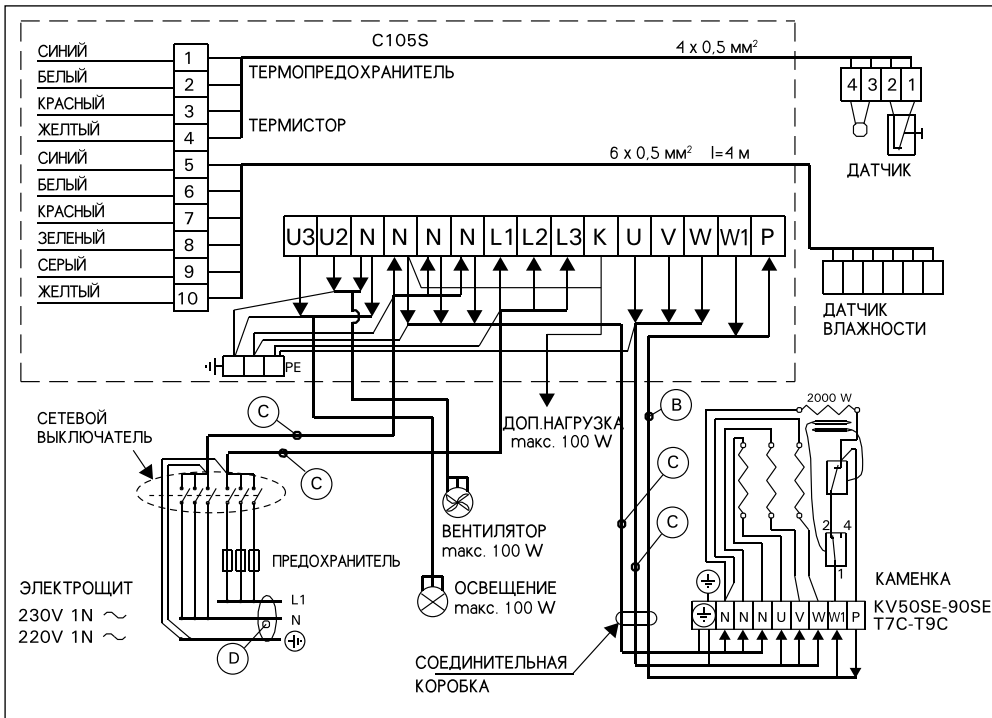 C105S
СИНИЙ 1
БЕЛЫЙ 2
КРАСНЫЙ 3
ЖЕЛТЫЙ 4
СИНИЙ 5
БЕЛЫЙ 6
КРАСНЫЙ 7
ЗЕЛЕНЫЙ 8
СЕРЫЙ 9
ЖЕЛТЫЙ 10
ТЕРМОПРЕДОХРАНИТЕЛЬ
ТЕРМИСТОР
4 x 0,5 мм²
4 3 2 1
ДАТЧИК
6 x 0,5 мм² l=4 м
ДАТЧИК
ВЛАЖНОСТИ
U3 U2 N N N N L1 L2 L3 K U V W W1 P
PE
СЕТЕВОЙ
ВЫКЛЮЧАТЕЛЬ
C
C
ДОП.НАГРУЗКА
макс. 100 W
B
C
C
2000 W
2 4
1
ВЕНТИЛЯТОР
макс. 100 W
ПРЕДОХРАНИТЕЛЬ
ОСВЕЩЕНИЕ
макс. 100 W
ЭЛЕКТРОЩИТ
230V 1N ~
220V 1N ~
L1
N
D
СОЕДИНИТЕЛЬНАЯ
КОРОБКА
КАМЕНКА
KV50SE-90SE
T7C-T9C
N N N U V W W1 P